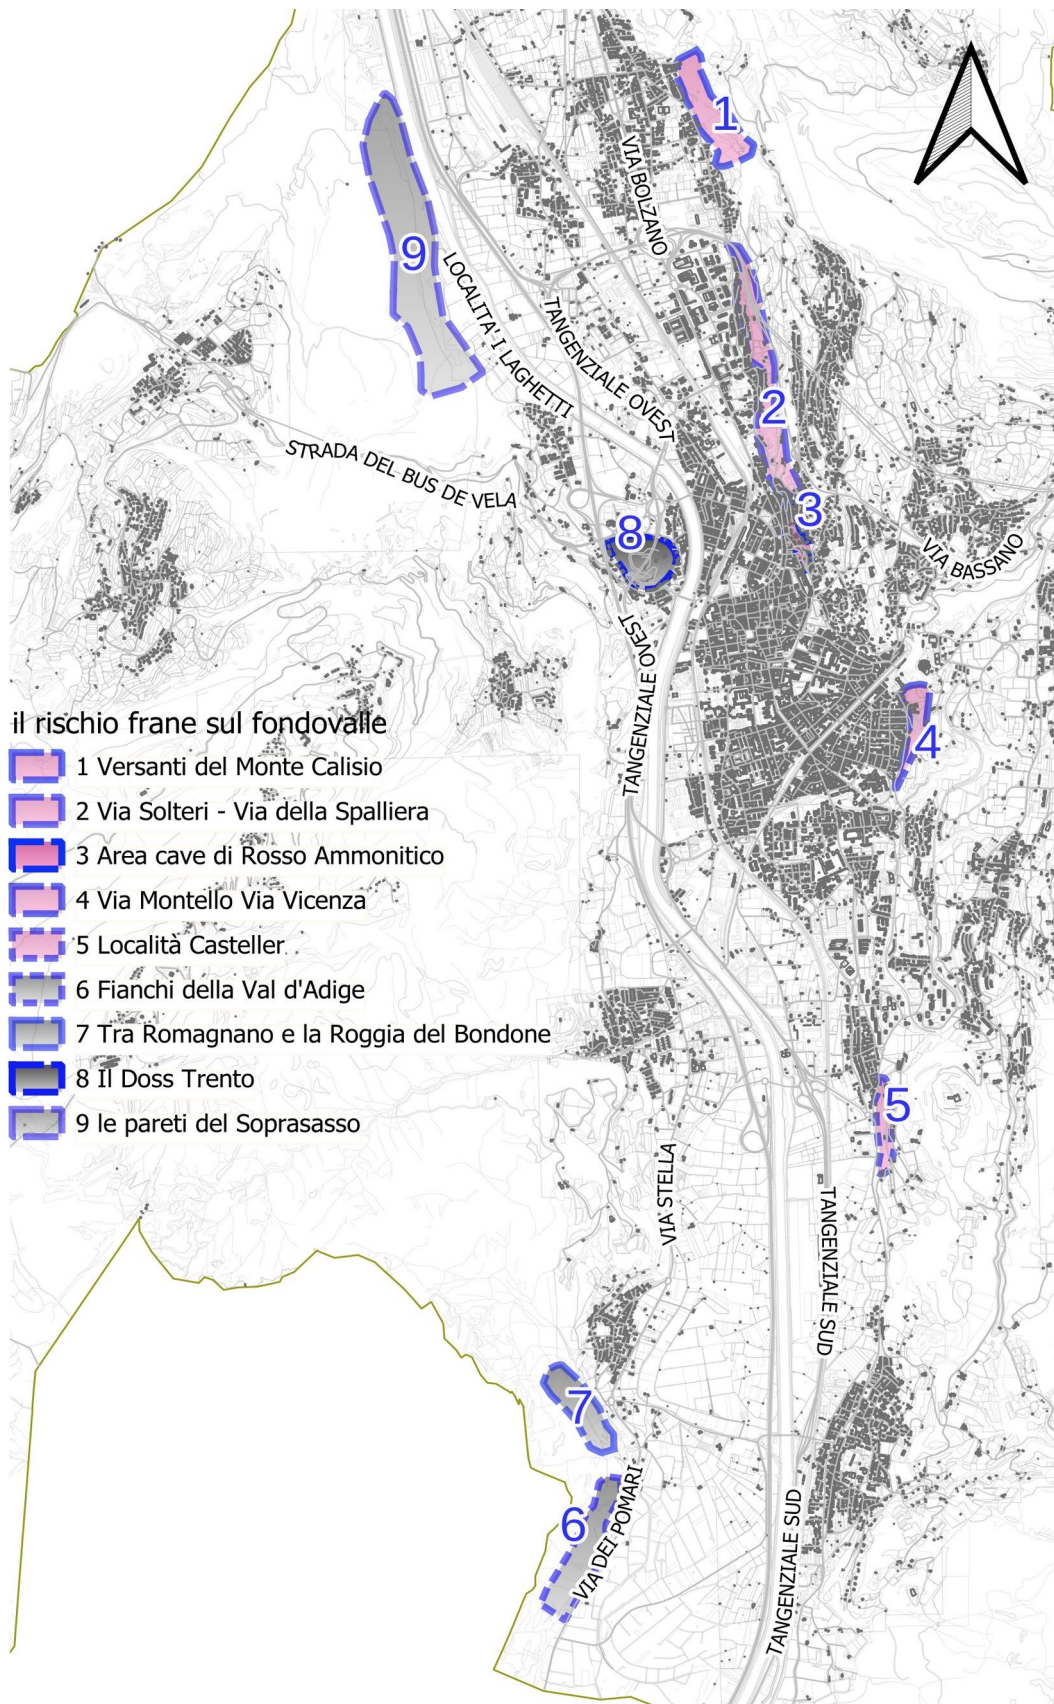 1
VIA BOLZANO
9
LOCALITA' I LAGHETTI
TANGENZIALE OVEST
2
STRADA DEL BUS DE VELA
3
8
VIA BASSANO
TANGENZIALE OVEST
4
il rischio frane sul fondovalle
1 Versanti del Monte Calisio
2 Via Solteri - Via della Spalliera
3 Area cave di Rosso Ammonitico
4 Via Montello Via Vicenza
5 Località Casteller
6 Fianchi della Val d'Adige
7 Tra Romagnano e la Roggia del Bondone
8 Il Doss Trento
9 le pareti del Soprasasso
5
VIA STELLA
TANGENZIALE SUD
7
6
VIA DEI POMARI
TANGENZIALE SUD